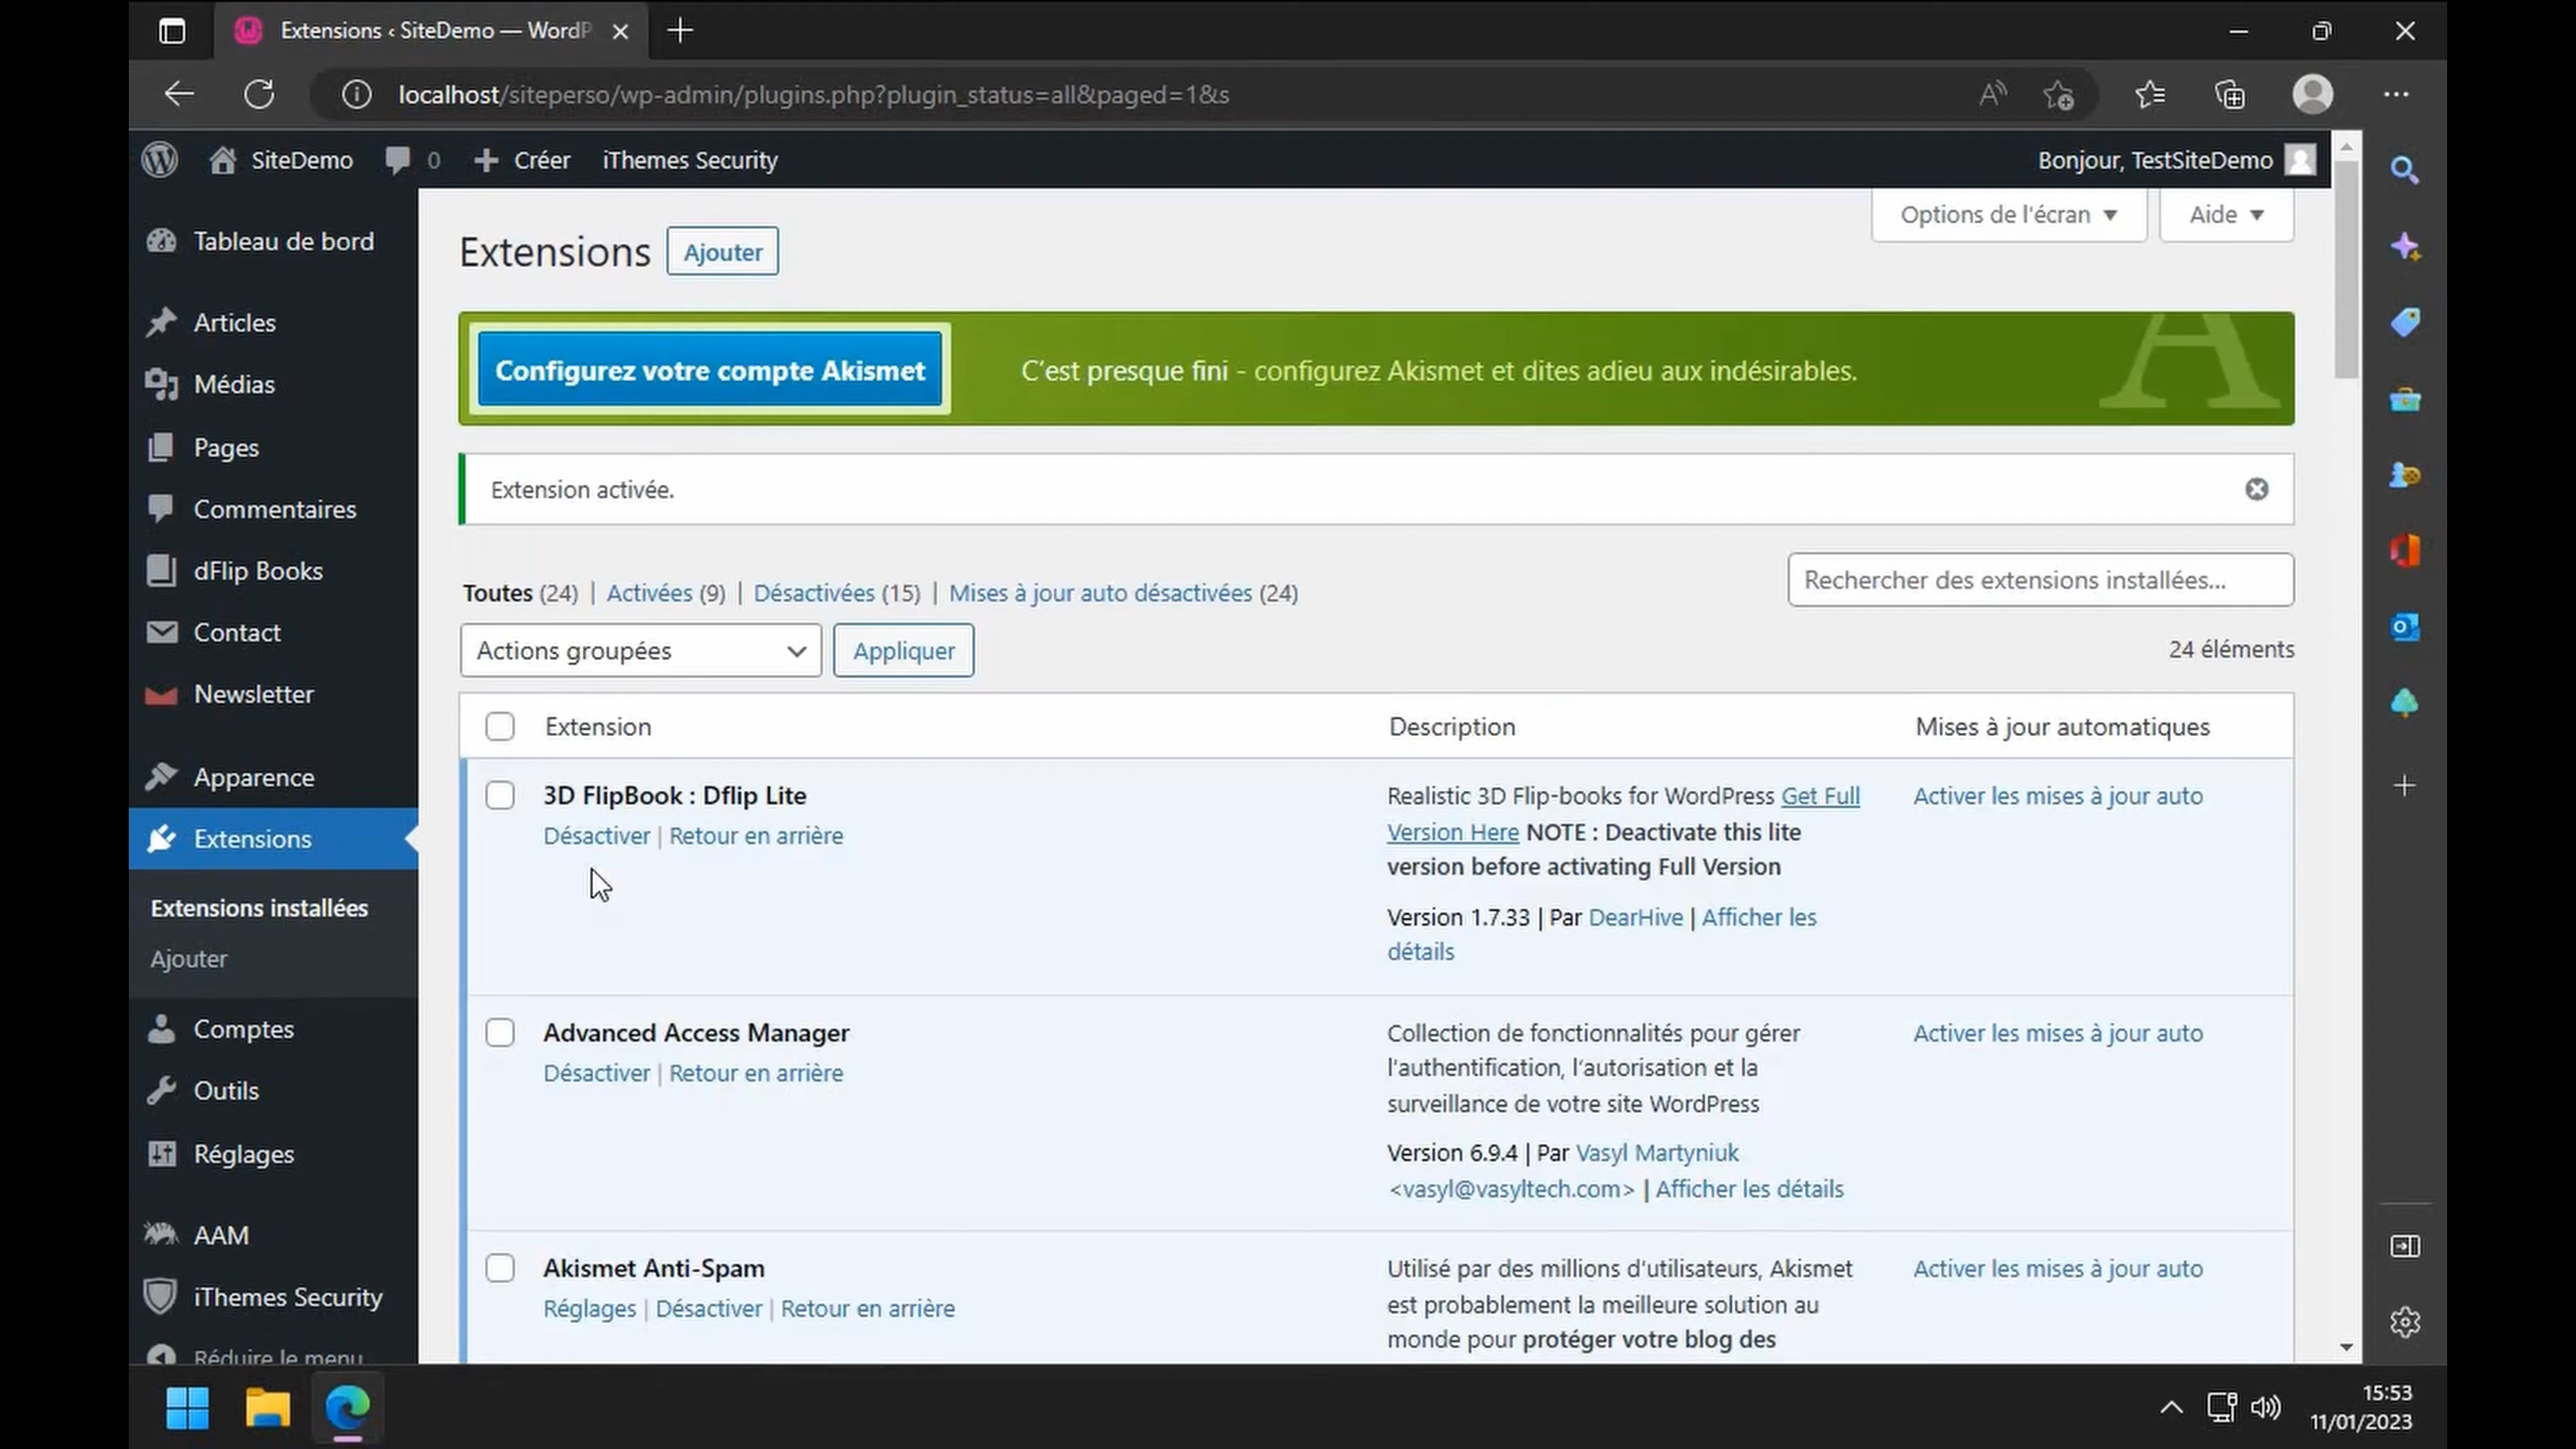 Extensions ‹ SiteDemo — WordP
localhost/siteperso/wp-admin/plugins.php?plugin_status=all&paged=1&s
SiteDemo 0 Créer iThemes Security Bonjour, TestSiteDemo
Options de l'écran Aide
Extensions Ajouter
Configurez votre compte Akismet C'est presque fini - configurez Akismet et dites adieu aux indésirables.
Extension activée.
Toutes (24) | Activées (9) | Désactivées (15) | Mises à jour auto désactivées (24)
Rechercher des extensions installées...
Actions groupées Appliquer
24 éléments
Extension Description Mises à jour automatiques
3D FlipBook : Dflip Lite
Désactiver | Retour en arrière
Realistic 3D Flip-books for WordPress Get Full
Version Here NOTE : Deactivate this lite
version before activating Full Version
Version 1.7.33 | Par DearHive | Afficher les
détails
Activer les mises à jour auto
Advanced Access Manager
Désactiver | Retour en arrière
Collection de fonctionnalités pour gérer
l'authentification, l'autorisation et la
surveillance de votre site WordPress
Version 6.9.4 | Par Vasyl Martyniuk
<vasyl@vasyltech.com> | Afficher les détails
Activer les mises à jour auto
Akismet Anti-Spam
Réglages | Désactiver | Retour en arrière
Utilisé par des millions d'utilisateurs, Akismet
est probablement la meilleure solution au
monde pour protéger votre blog des
Activer les mises à jour auto
Tableau de bord
Articles
Médias
Pages
Commentaires
dFlip Books
Contact
Newsletter
Apparence
Extensions
Extensions installées
Ajouter
Comptes
Outils
Réglages
AAM
iThemes Security
Réduire le menu
15:53
11/01/2023